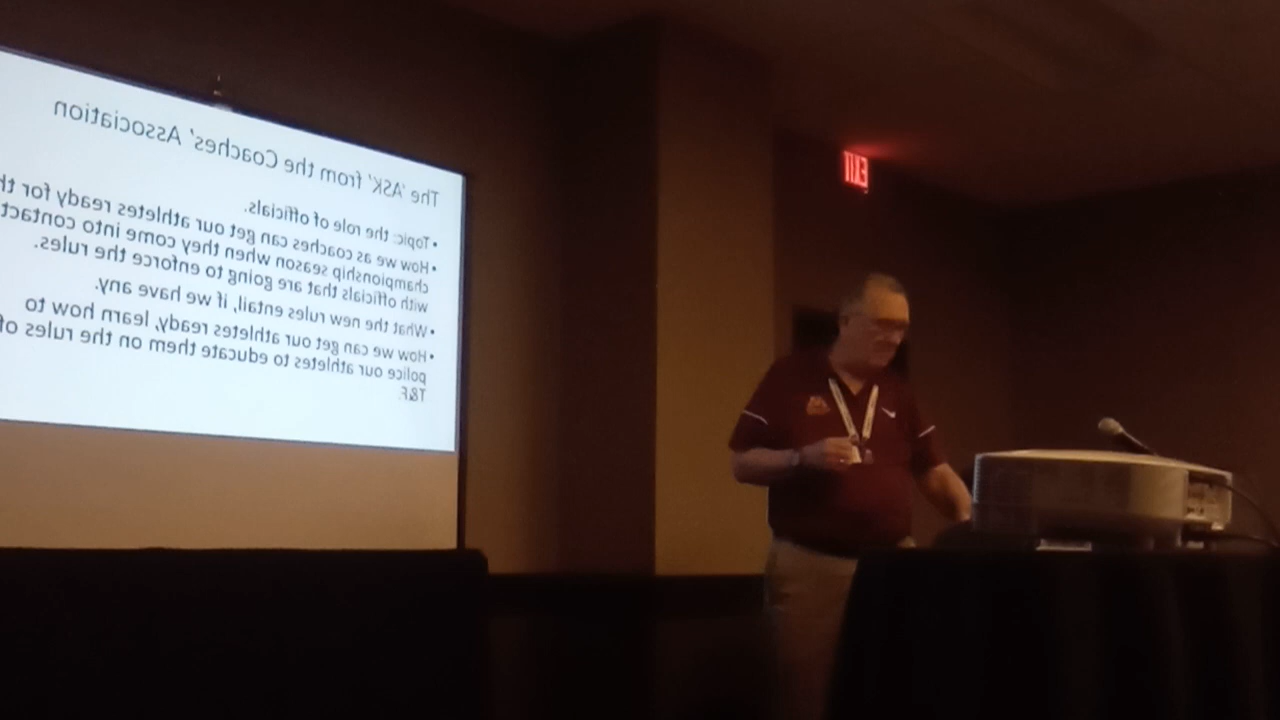 The 'ASK' from the Coaches' Association
• Topic: the role of officials.
• How we as coaches can get our athletes ready for
championship season when they come into contact
with officials that are going to enforce the rules.
• What the new rules entail, if we have any.
• How we can get our athletes ready, learn how to
police our athletes to educate them on the rules of
T&F.
EXIT